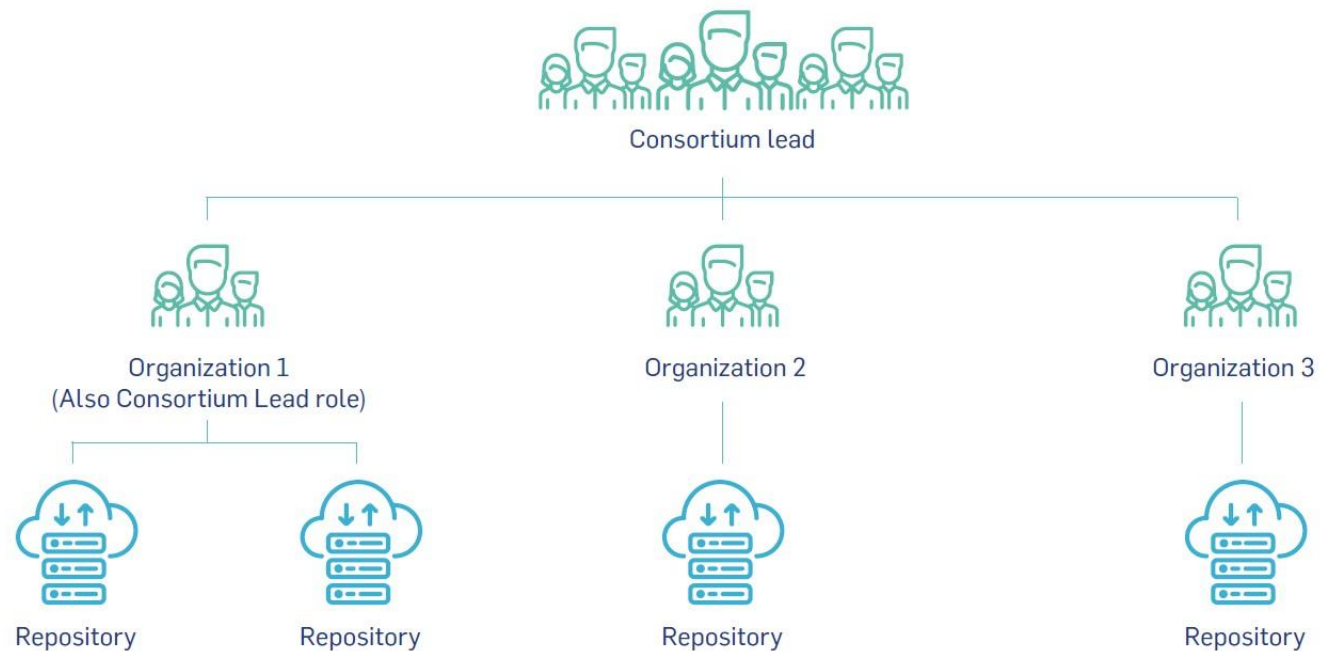 Consortium lead
Organization 1
(Also Consortium Lead role)
Organization 2
Organization 3
Repository
Repository
Repository
Repository